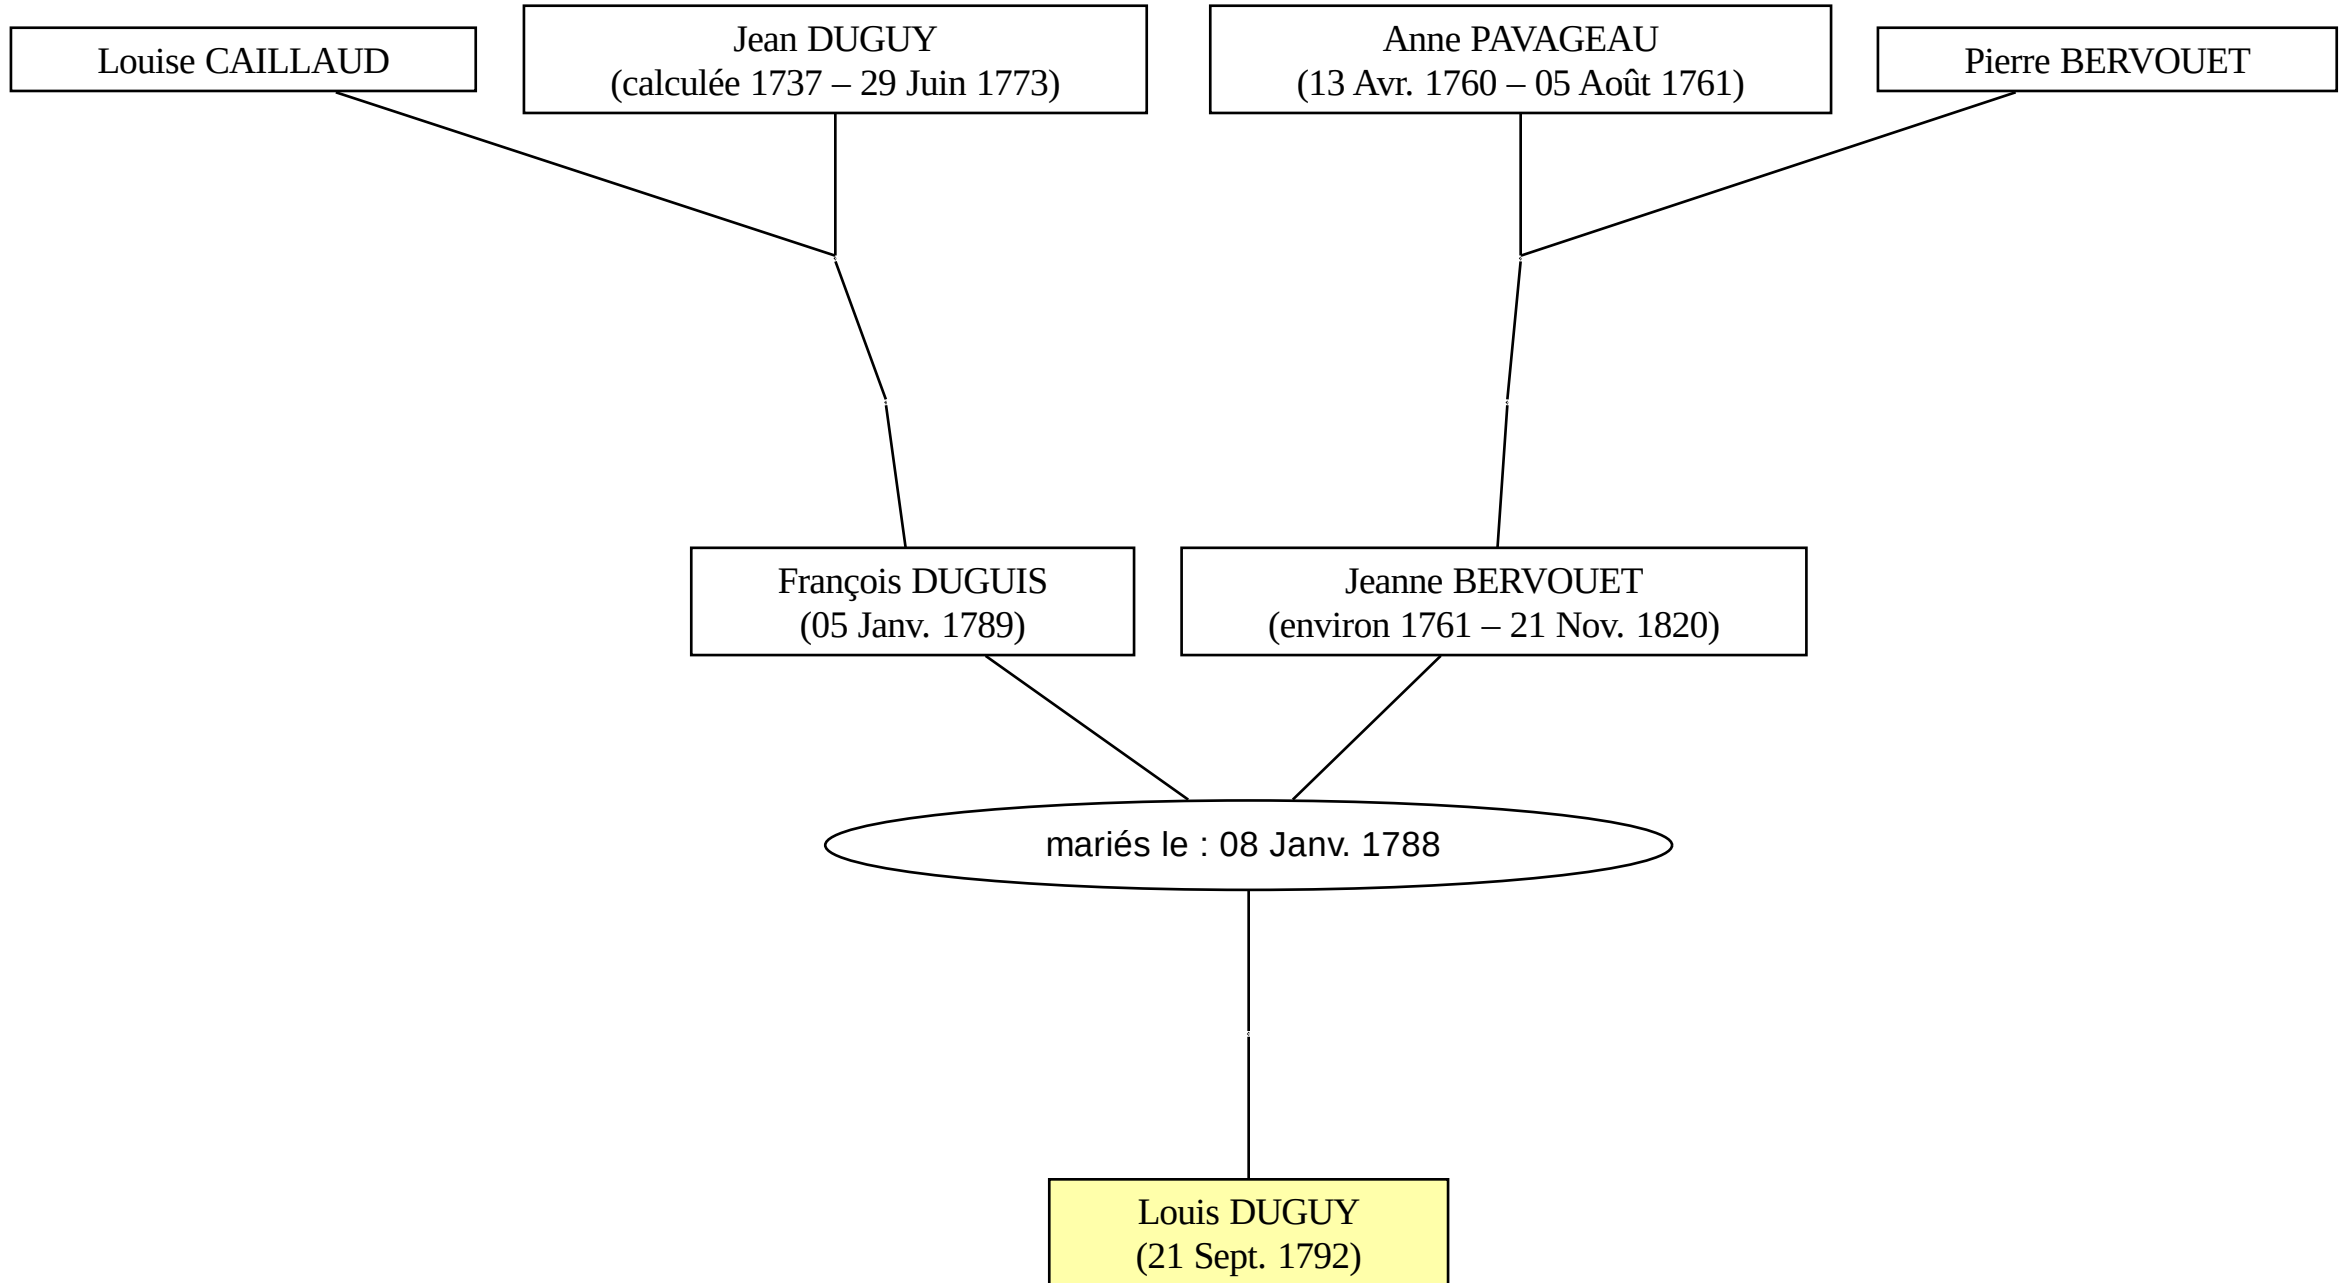 Louise CAILLAUD
Jean DUGUY
(calculée 1737 – 29 Juin 1773)
Anne PAVAGEAU
(13 Avr. 1760 – 05 Août 1761)
Pierre BERVOUET
François DUGUIS
(05 Janv. 1789)
Jeanne BERVOUET
(environ 1761 – 21 Nov. 1820)
mariés le : 08 Janv. 1788
Louis DUGUY
(21 Sept. 1792)